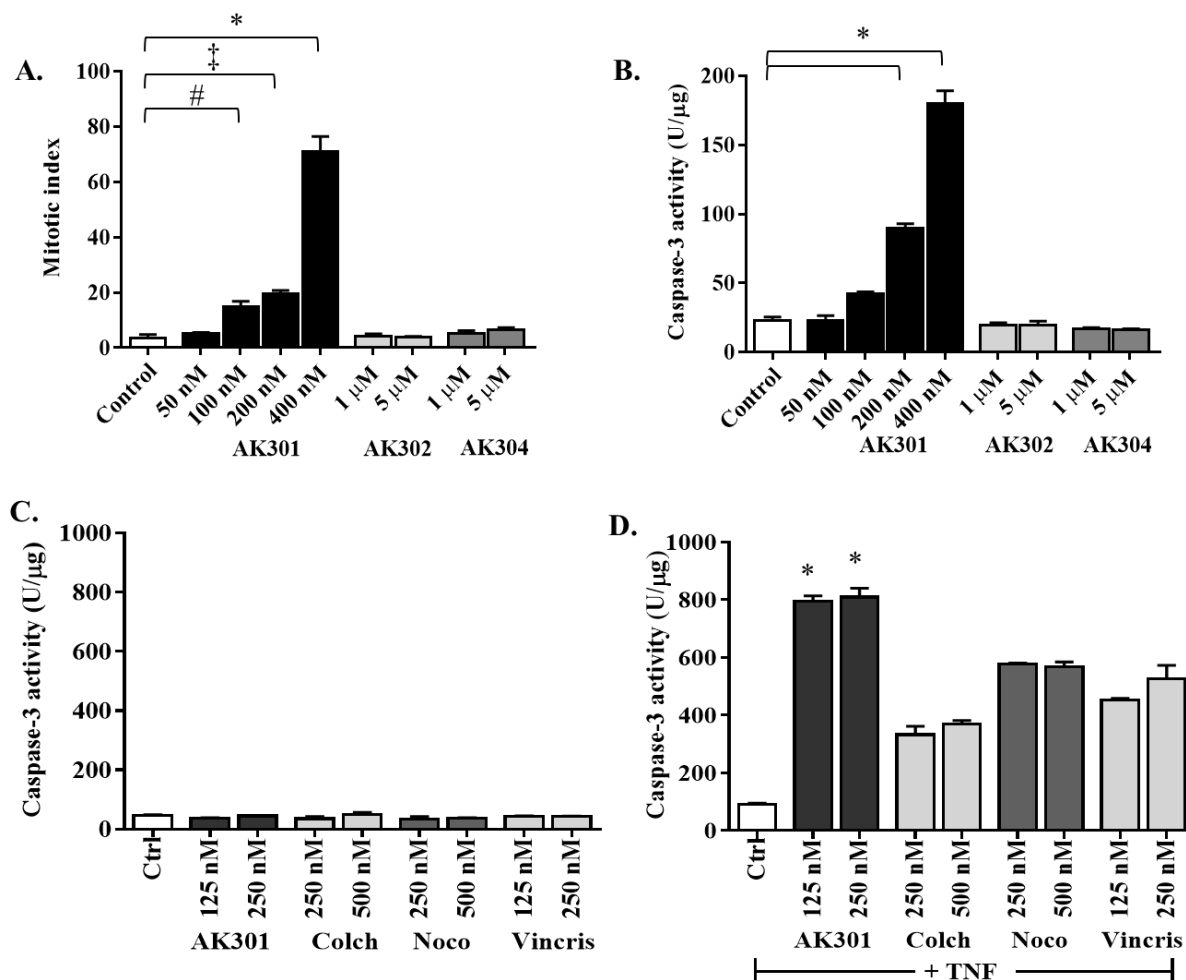 A.
*
‡
#
Mitotic index
100
80
60
40
20
0
Control
50 nM
100 nM
200 nM
400 nM
1 μM
5 μM
1 μM
5 μM
AK301
AK302
AK304
B.
*
Caspase-3 activity (U/μg)
200
150
100
50
0
Control
50 nM
100 nM
200 nM
400 nM
1 μM
5 μM
1 μM
5 μM
AK301
AK302
AK304
C.
Caspase-3 activity (U/μg)
1000
800
600
400
200
0
Ctrl
125 nM
250 nM
250 nM
500 nM
250 nM
500 nM
125 nM
250 nM
AK301
Colch
Noco
Vincris
D.
* *
Caspase-3 activity (U/μg)
1000
800
600
400
200
0
Ctrl
125 nM
250 nM
250 nM
500 nM
250 nM
500 nM
125 nM
250 nM
AK301
Colch
Noco
Vincris
+ TNF